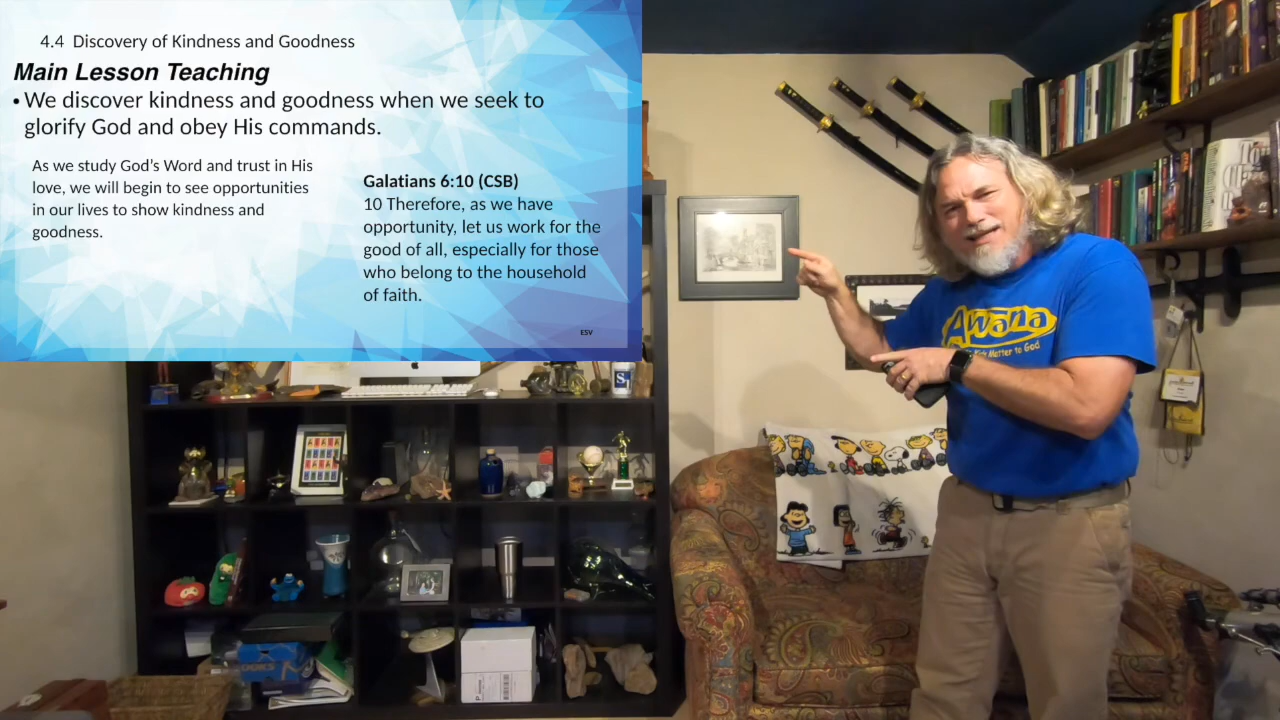 4.4 Discovery of Kindness and Goodness
Main Lesson Teaching
• We discover kindness and goodness when we seek to
glorify God and obey His commands.
As we study God's Word and trust in His
love, we will begin to see opportunities
in our lives to show kindness and
goodness.
Galatians 6:10 (CSB)
10 Therefore, as we have
opportunity, let us work for the
good of all, especially for those
who belong to the household
of faith.
ESV
Awana
Matter to God